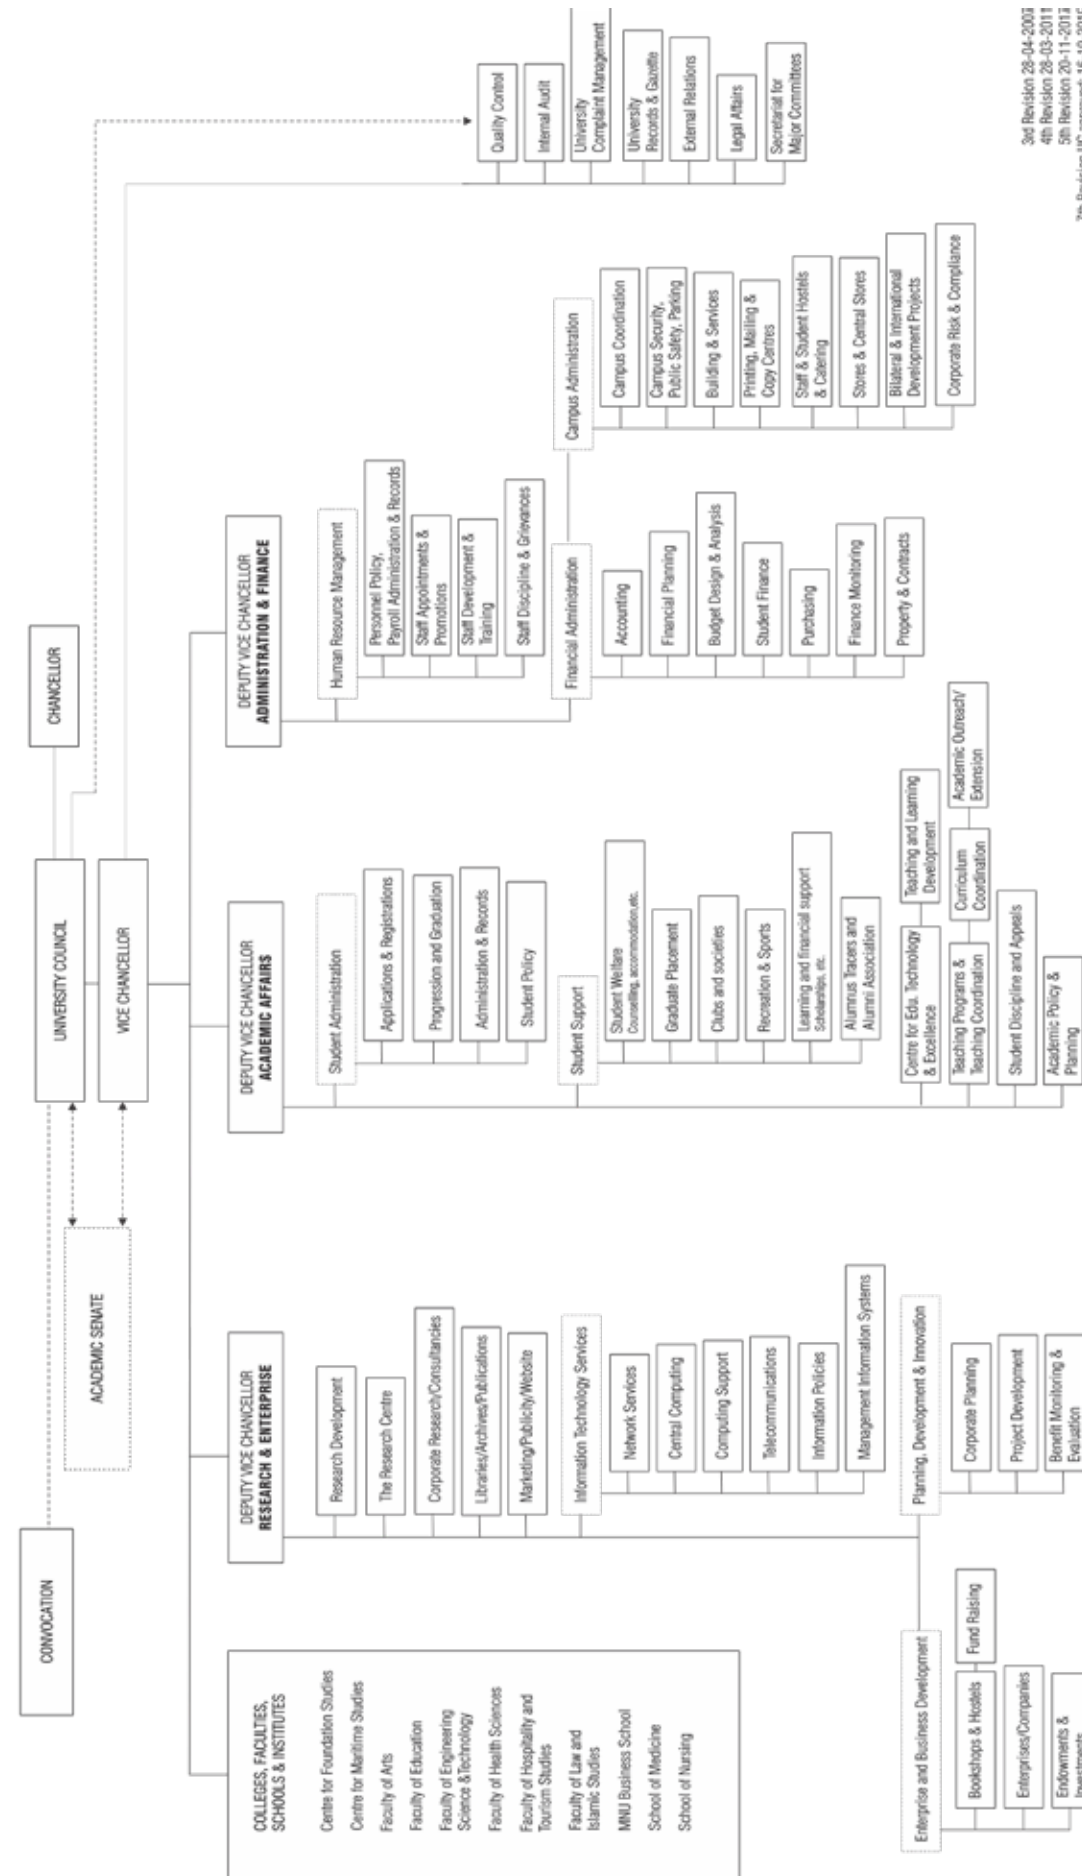 CONVOCATION
UNIVERSITY COUNCIL
CHANCELLOR
ACADEMIC SENATE
VICE CHANCELLOR
COLLEGES, FACULTIES,
SCHOOLS & INSTITUTES
Centre for Foundation Studies
Centre for Maritime Studies
Faculty of Arts
Faculty of Education
Faculty of Engineering
Science &Technology
Faculty of Health Sciences
Faculty of Hospitality and
Tourism Studies
Faculty of Law and
Islamic Studies
MNU Business School
School of Medicine
School of Nursing
DEPUTY VICE CHANCELLOR
RESEARCH & ENTERPRISE
Research Development
The Research Centre
Corporate Research/Consultancies
Libraries/Archives/Publications
Marketing/Publicity/Website
Information Technology Services
Network Services
Central Computing
Computing Support
Telecommunications
Information Policies
Management Information Systems
Enterprise and Business Development
Bookshops & Hostels
Fund Raising
Enterprises/Companies
Endowments &
Investments
Planning, Development & Innovation
Corporate Planning
Project Development
Benefit Monitoring &
Evaluation
DEPUTY VICE CHANCELLOR
ACADEMIC AFFAIRS
Student Administration
Applications & Registrations
Progression and Graduation
Administration & Records
Student Policy
Student Support
Student Welfare
Counselling, accommodation,etc.
Graduate Placement
Clubs and societies
Recreation & Sports
Learning and financial support
Scholarships, etc.
Alumnus Tracers and
Alumni Association
Centre for Edu. Technology
& Excellence
Teaching and Learning
Development
Teaching Programs &
Teaching Coordination
Curriculum
Coordination
Academic Outreach/
Extension
Student Discipline and Appeals
Academic Policy &
Planning
DEPUTY VICE CHANCELLOR
ADMINISTRATION & FINANCE
Human Resource Management
Personnel Policy,
Payroll Administration & Records
Staff Appointments &
Promotions
Staff Development &
Training
Staff Discipline & Grievances
Financial Administration
Accounting
Financial Planning
Budget Design & Analysis
Student Finance
Purchasing
Finance Monitoring
Property & Contracts
Campus Administration
Campus Coordination
Campus Security,
Public Safety, Parking
Building & Services
Printing, Mailing &
Copy Centres
Staff & Student Hostels
& Catering
Stores & Central Stores
Bilateral & International
Development Projects
Corporate Risk & Compliance
Quality Control
Internal Audit
University
Complaint Management
University
Records & Gazette
External Relations
Legal Affairs
Secretariat for
Major Committees
3rd Revision 28-04-2007
4th Revision 28-03-2011
5th Revision 20-11-2017